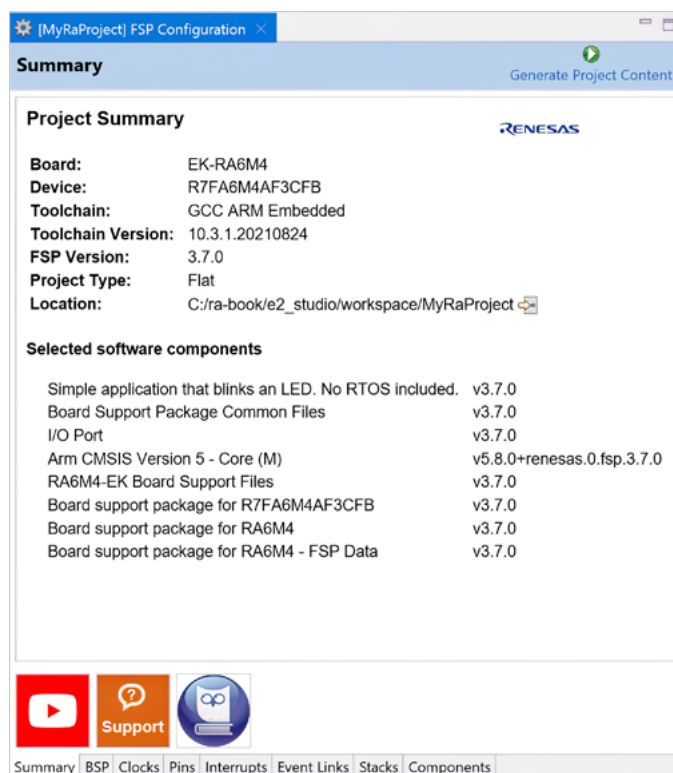 [MyRaProject] FSP Configuration
Summary
Generate Project Content
Project Summary
RENESAS
Board: EK-RA6M4
Device: R7FA6M4AF3CFB
Toolchain: GCC ARM Embedded
Toolchain Version: 10.3.1.20210824
FSP Version: 3.7.0
Project Type: Flat
Location: C:/ra-book/e2_studio/workspace/MyRaProject
Selected software components
Simple application that blinks an LED. No RTOS included. v3.7.0
Board Support Package Common Files v3.7.0
I/O Port v3.7.0
Arm CMSIS Version 5 - Core (M) v5.8.0+renesas.0.fsp.3.7.0
RA6M4-EK Board Support Files v3.7.0
Board support package for R7FA6M4AF3CFB v3.7.0
Board support package for RA6M4 v3.7.0
Board support package for RA6M4 - FSP Data v3.7.0
Support
Summary BSP Clocks Pins Interrupts Event Links Stacks Components